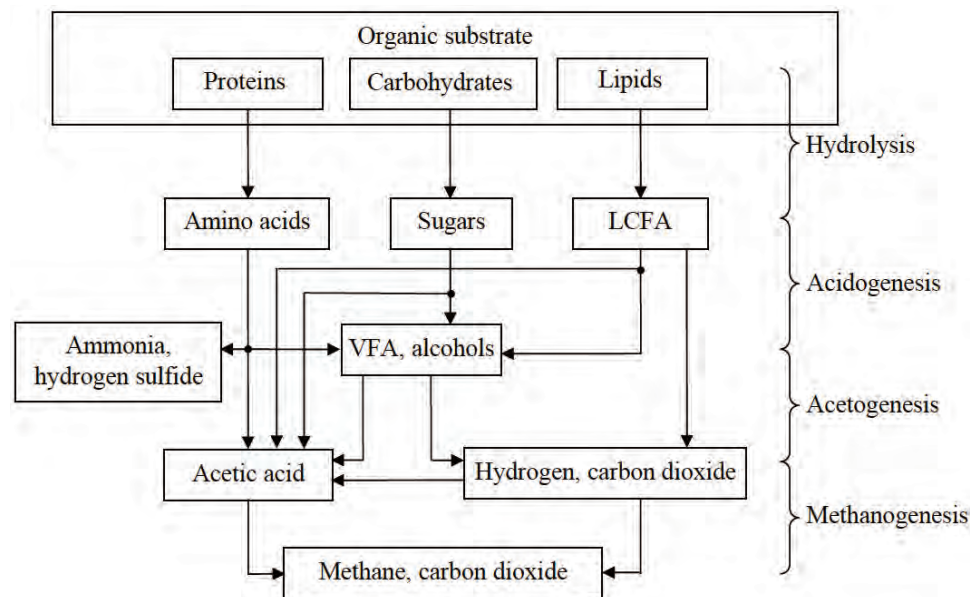 Organic substrate
Proteins
Carbohydrates
Lipids
Hydrolysis
Amino acids
Sugars
LCFA
Acidogenesis
Ammonia,
hydrogen sulfide
VFA, alcohols
Acetogenesis
Acetic acid
Hydrogen, carbon dioxide
Methanogenesis
Methane, carbon dioxide